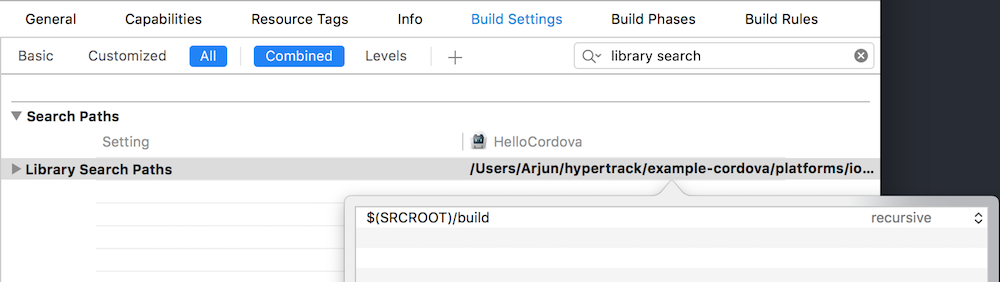 General Capabilities Resource Tags Info Build Settings Build Phases Build Rules
Basic Customized All Combined Levels + library search
Search Paths
Setting HelloCordova
Library Search Paths /Users/Arjun/hypertrack/example-cordova/platforms/io...
$(SRCROOT)/build recursive